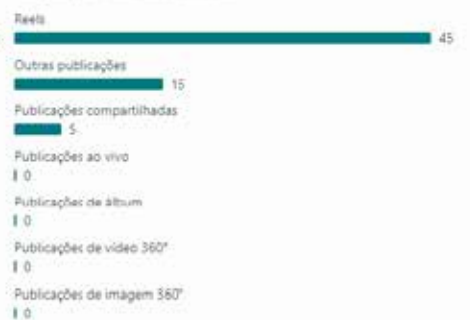 Reels
45
Outras publicações
15
Publicações compartilhadas
5
Publicações ao vivo
0
Publicações de álbum
0
Publicações de vídeo 360°
0
Publicações de imagem 360°
0